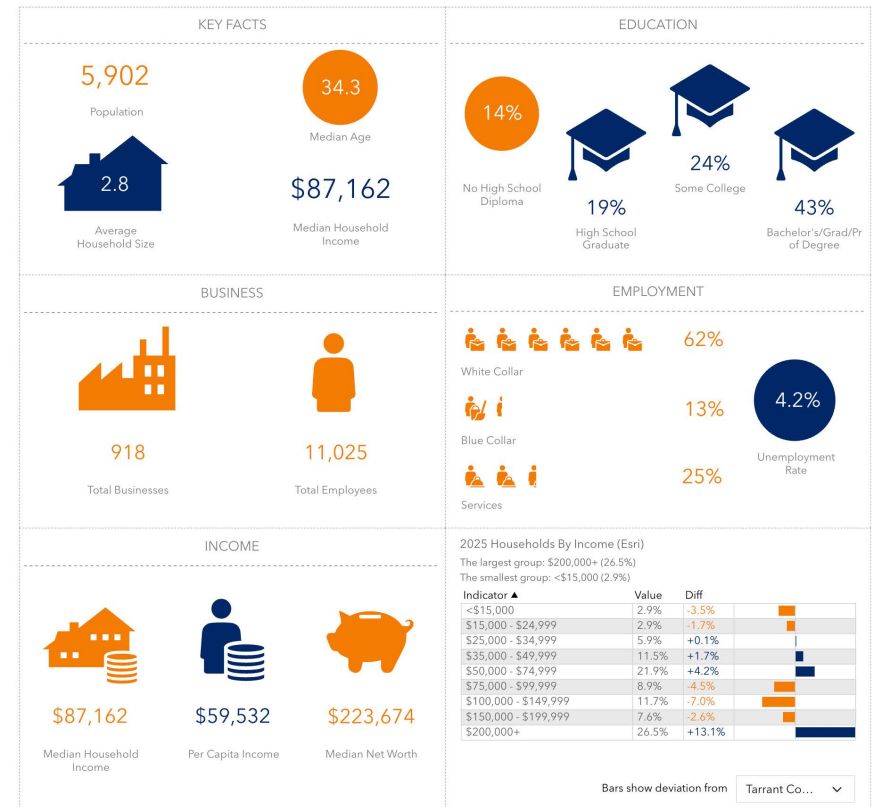 KEY FACTS
5,902
Population
34.3
Median Age
2.8
Average
Household Size
$87,162
Median Household
Income
EDUCATION
14%
No High School
Diploma
19%
High School
Graduate
24%
Some College
43%
Bachelor's/Grad/Pr
of Degree
BUSINESS
918
Total Businesses
11,025
Total Employees
EMPLOYMENT
62%
White Collar
13%
Blue Collar
25%
Services
4.2%
Unemployment
Rate
INCOME
$87,162
Median Household
Income
$59,532
Per Capita Income
$223,674
Median Net Worth
2025 Households By Income (Esri)
The largest group: $200,000+ (26.5%)
The smallest group: <$15,000 (2.9%)
Indicator ▲ Value Diff
<$15,000 2.9% -3.5%
$15,000 - $24,999 2.9% -1.7%
$25,000 - $34,999 5.9% +0.1%
$35,000 - $49,999 11.5% +1.7%
$50,000 - $74,999 21.9% +4.2%
$75,000 - $99,999 8.9% -4.5%
$100,000 - $149,999 11.7% -7.0%
$150,000 - $199,999 7.6% -2.6%
$200,000+ 26.5% +13.1%
Bars show deviation from Tarrant Co...